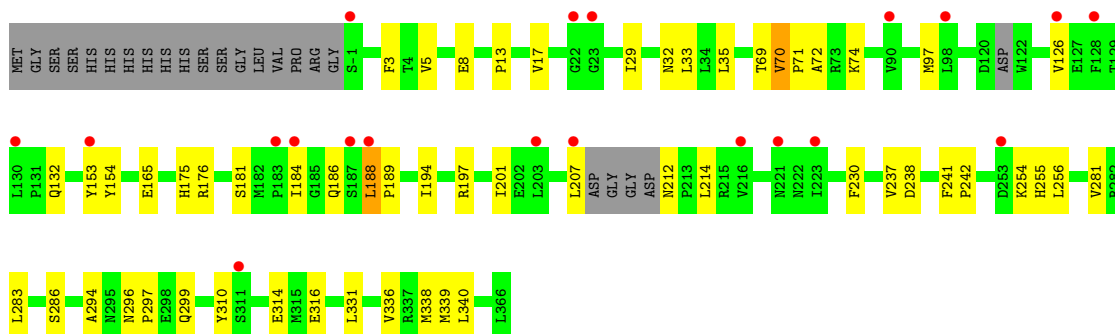 MET GLY SER SER HIS HIS HIS HIS HIS HIS SER SER GLY LEU VAL PRO ARG GLY S-1 F3 T4 V5 E8 P13 V17 G22 G23 I29 N32 L33 L34 L35 T69 V70 P71 A72 R73 K74 V90 M97 L98 D120 ASP W122 V126 E127 F128 T129
L130 P131 Q132 Y153 Y154 E165 H175 R176 S181 M182 P183 I184 G185 Q186 S187 L188 P189 I194 R197 I201 E202 L203 L207 ASP GLY GLY ASP N212 P213 L214 R215 V216 N221 N222 I223 F230 V237 D238 F241 P242 D253 K254 H255 L256 V281
L283 S286 A294 N295 N296 P297 E298 Q299 Y310 S311 E314 M315 E316 L331 V336 R337 M338 M339 L340 L366